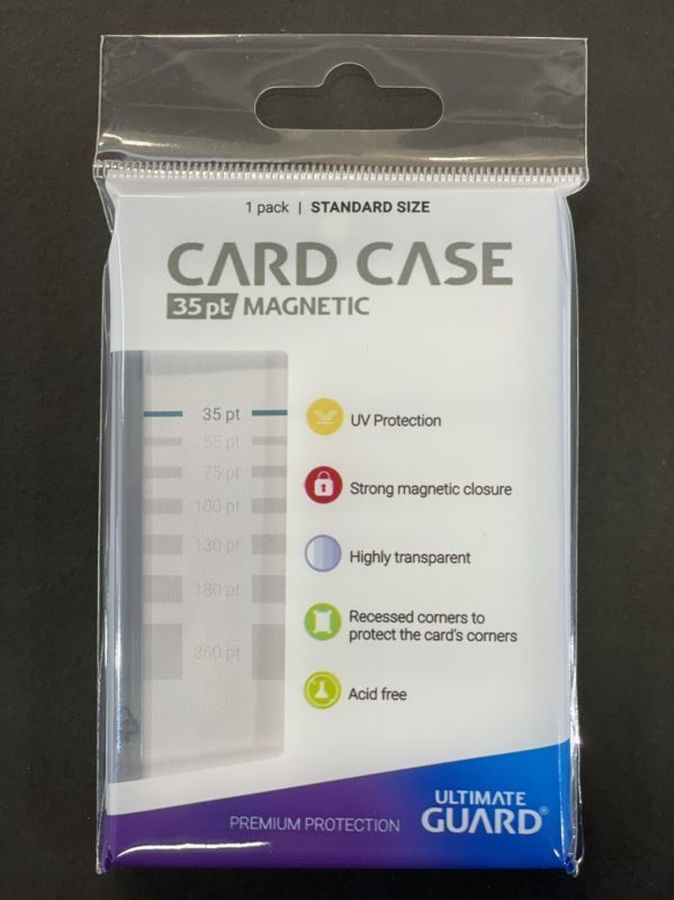 1 pack | STANDARD SIZE
CARD CASE
35 pt MAGNETIC
35 pt
55 pt
75 pt
100 pt
130 pt
180 pt
360 pt
UV Protection
Strong magnetic closure
Highly transparent
Recessed corners to
protect the card's corners
Acid free
PREMIUM PROTECTION
ULTIMATE
GUARD®